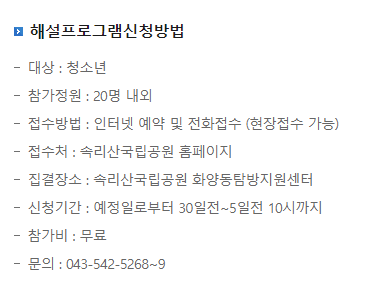 해설프로그램신청방법
- 대상 : 청소년
- 참가정원 : 20명 내외
- 접수방법 : 인터넷 예약 및 전화접수 (현장접수 가능)
- 접수처 : 속리산국립공원 홈페이지
- 집결장소 : 속리산국립공원 화양동탐방지원센터
- 신청기간 : 예정일로부터 30일전~5일전 10시까지
- 참가비 : 무료
- 문의 : 043-542-5268~9